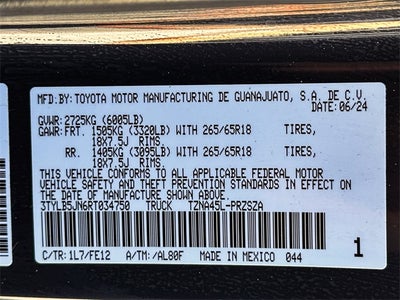 MFD.BY:TOYOTA MOTOR MANUFACTURING DE GUANAJUATO, S.A. DE C.V.
DATE:06/24
GVWR:2725KG (6005LB)
GAWR:FRT. 1505KG (3320LB) WITH 265/65R18 TIRES,
18X7.5J RIMS.
RR. 1405KG (3095LB) WITH 265/65R18 TIRES,
18X7.5J RIMS.
THIS VEHICLE CONFORMS TO ALL APPLICABLE FEDERAL MOTOR
VEHICLE SAFETY AND THEFT PREVENTION STANDARDS IN EFFECT ON
THE DATE OF MANUFACTURE SHOWN ABOVE.
3TYLB5JN6RT034750 TRUCK TZNA45L-PRZSZA
C/TR:1L7/FE12 A/TM:/AL80F MADE IN MEXICO 044
1